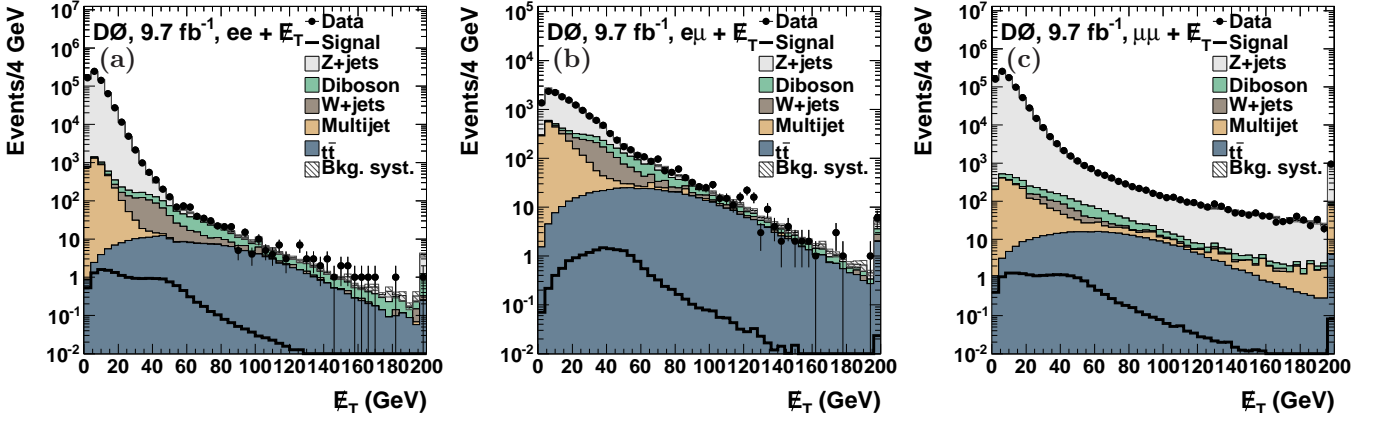 Events/4 GeV
10⁷
10⁶
10⁵
10⁴
10³
10²
10
1
10⁻¹
10⁻²
DØ, 9.7 fb⁻¹, ee + E̸_T
(a)
Data
Signal
Z+jets
Diboson
W+jets
Multijet
tt̄
Bkg. syst.
0 20 40 60 80 100 120 140 160 180 200
E̸_T (GeV)
Events/4 GeV
10⁵
10⁴
10³
10²
10
1
10⁻¹
10⁻²
DØ, 9.7 fb⁻¹, eμ + E̸_T
(b)
Data
Signal
Z+jets
Diboson
W+jets
Multijet
tt̄
Bkg. syst.
0 20 40 60 80 100 120 140 160 180 200
E̸_T (GeV)
Events/4 GeV
10⁷
10⁶
10⁵
10⁴
10³
10²
10
1
10⁻¹
10⁻²
DØ, 9.7 fb⁻¹, μμ + E̸_T
(c)
Data
Signal
Z+jets
Diboson
W+jets
Multijet
tt̄
Bkg. syst.
0 20 40 60 80 100 120 140 160 180 200
E̸_T (GeV)